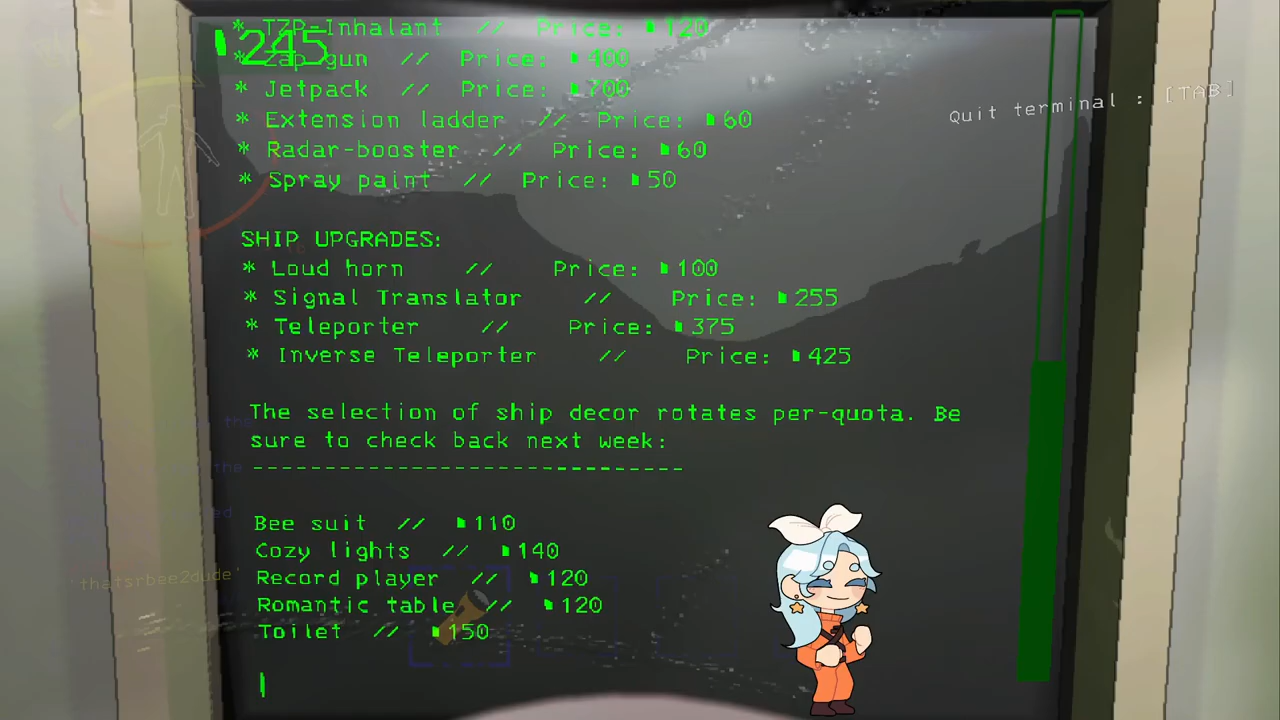 * TZP-Inhalant // Price: ▮120
▮245
* Zap gun // Price: ▮400
* Jetpack // Price: ▮700
Quit terminal : [TAB]
* Extension ladder // Price: ▮60
* Radar-booster // Price: ▮60
* Spray paint // Price: ▮50
SHIP UPGRADES:
* Loud horn // Price: ▮100
* Signal Translator // Price: ▮255
* Teleporter // Price: ▮375
* Inverse Teleporter // Price: ▮425
The selection of ship decor rotates per-quota. Be
sure to check back next week:
------------------------------
Bee suit // ▮110
Cozy lights // ▮140
Record player // ▮120
'thatsrbee2dude'
Romantic table // ▮120
Toilet // ▮150